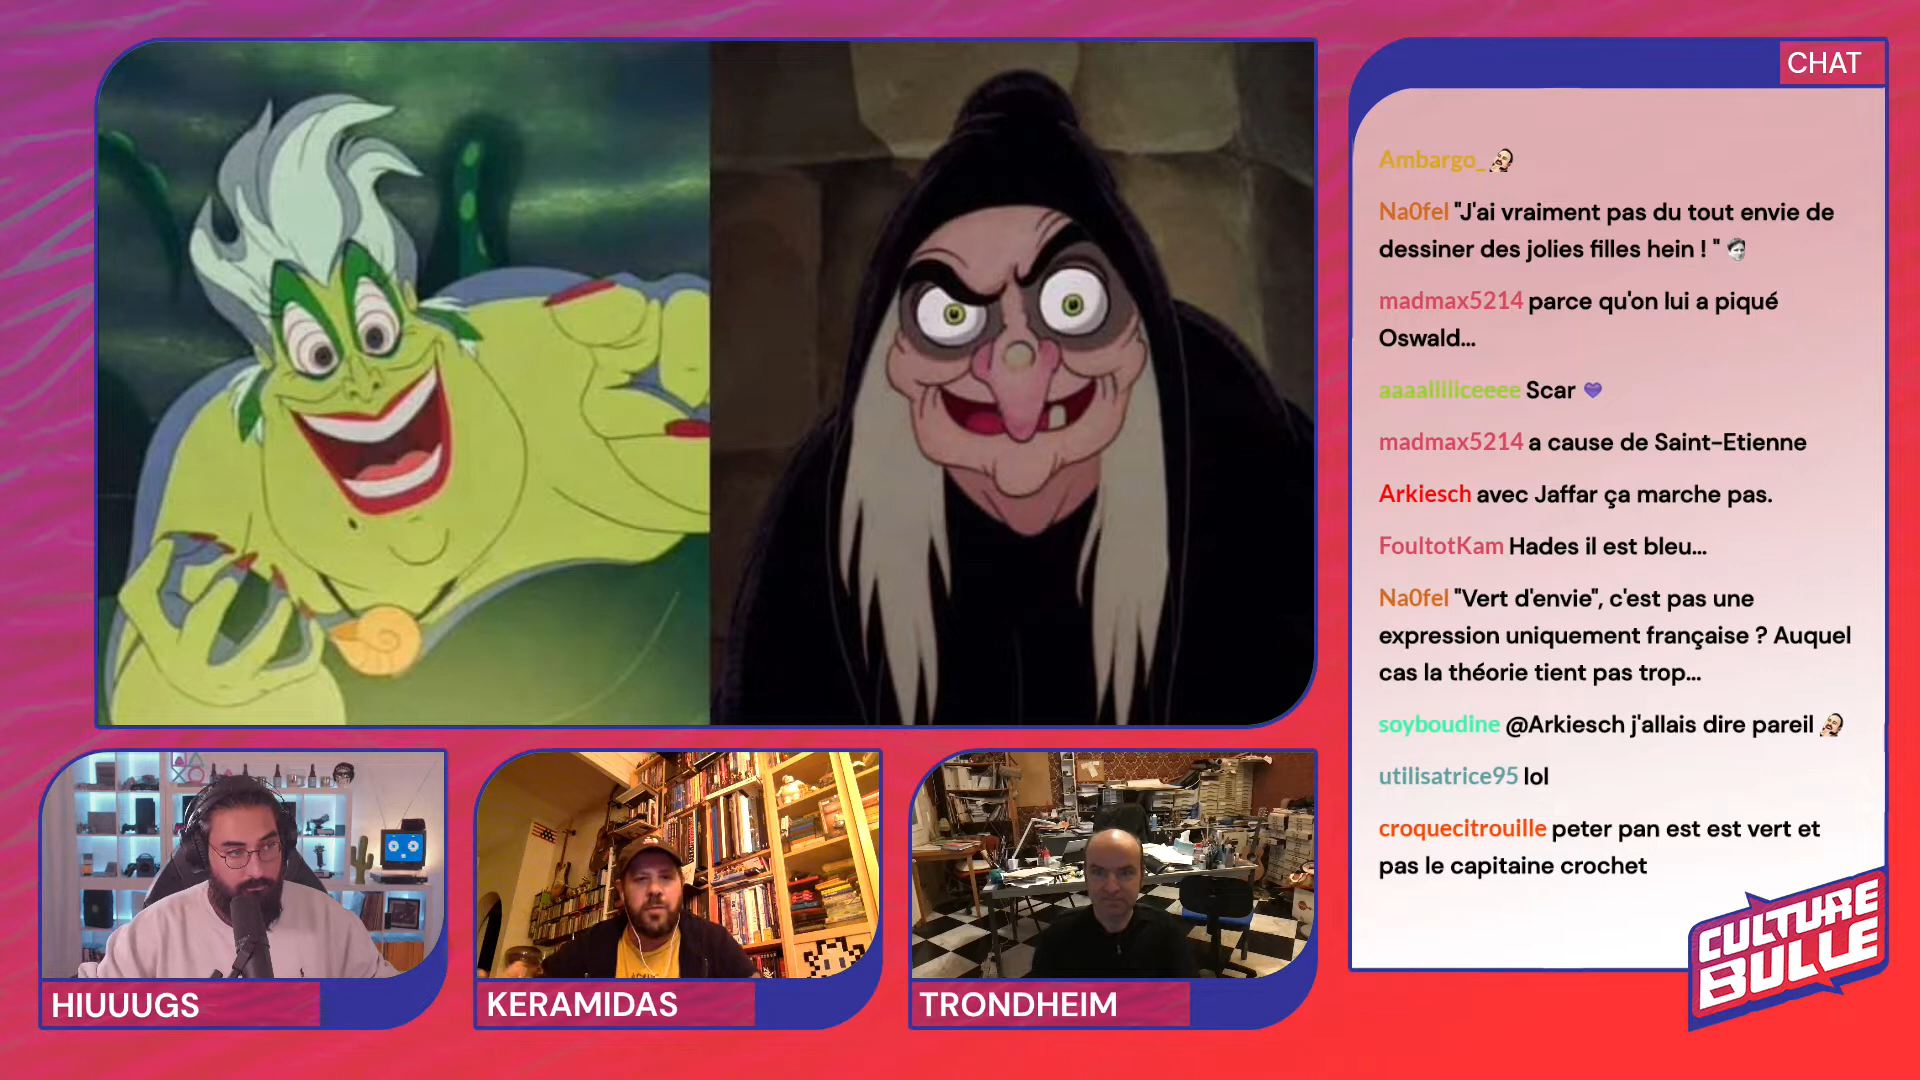 CHAT
Ambargo_
Na0fel "J'ai vraiment pas du tout envie de
dessiner des jolies filles hein ! "
madmax5214 parce qu'on lui a piqué
Oswald...
aaaalllliiceeee Scar
madmax5214 a cause de Saint-Etienne
Arkiesch avec Jaffar ça marche pas.
FoultotKam Hades il est bleu...
Na0fel "Vert d'envie", c'est pas une
expression uniquement française ? Auquel
cas la théorie tient pas trop...
soyboudine @Arkiesch j'allais dire pareil
utilisatrice95 lol
croquecitrouille peter pan est est vert et
pas le capitaine crochet
HIUUUGS
KERAMIDAS
TRONDHEIM
CULTURE
BULLE